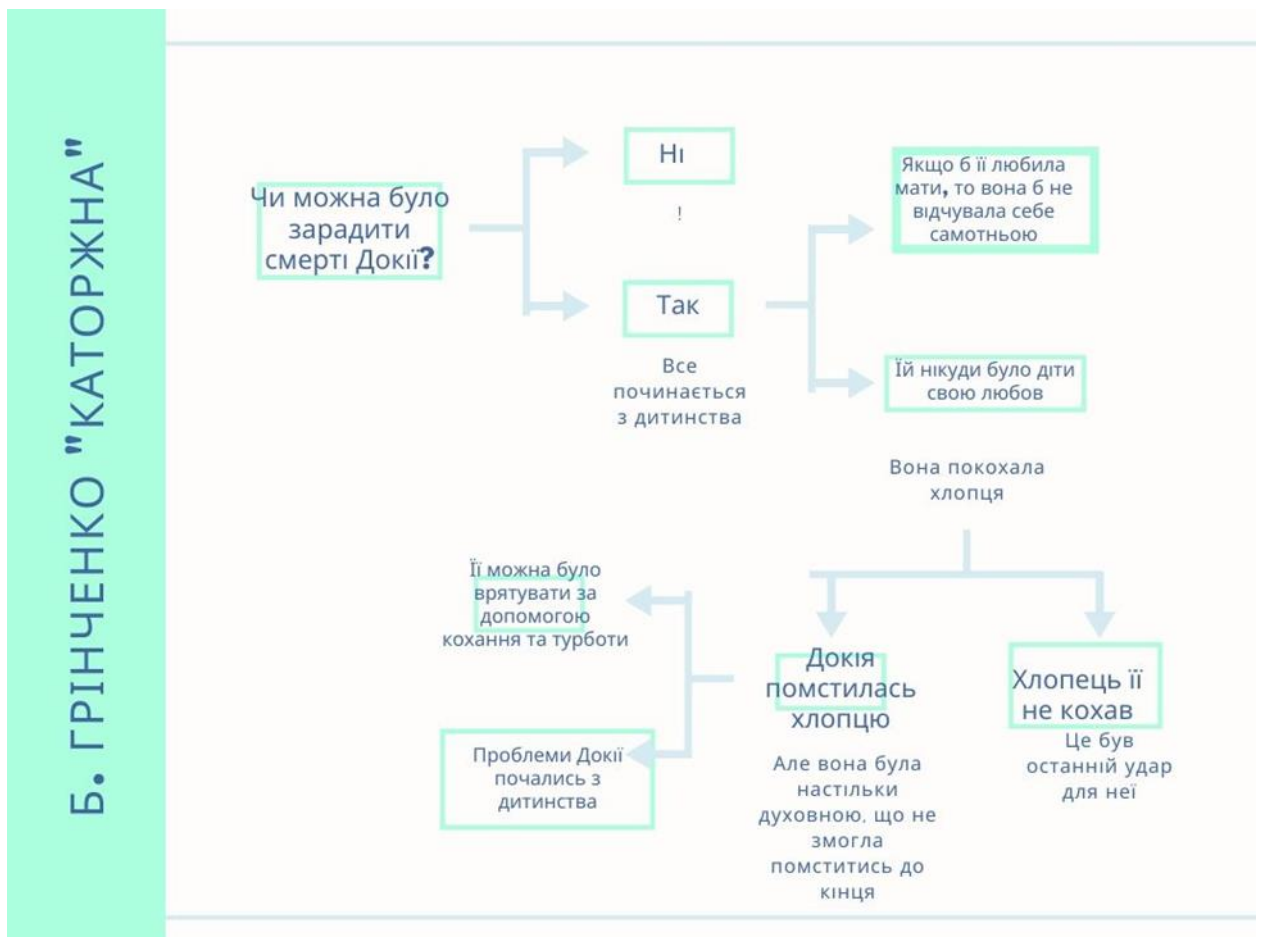 Б. ГРІНЧЕНКО "КАТОРЖНА"
Чи можна було
зарадити
смерті Докії?
Ні
!
Так
Все
починається
з дитинства
Якщо б її любила
мати, то вона б не
відчувала себе
самотньою
Їй нікуди було діти
свою любов
Вона покохала
хлопця
Її можна було
врятувати за
допомогою
кохання та турботи
Проблеми Докії
почались з
дитинства
Докія
помстилась
хлопцю
Але вона була
настільки
духовною, що не
змогла
помститись до
кінця
Хлопець її
не кохав
Це був
останній удар
для неї